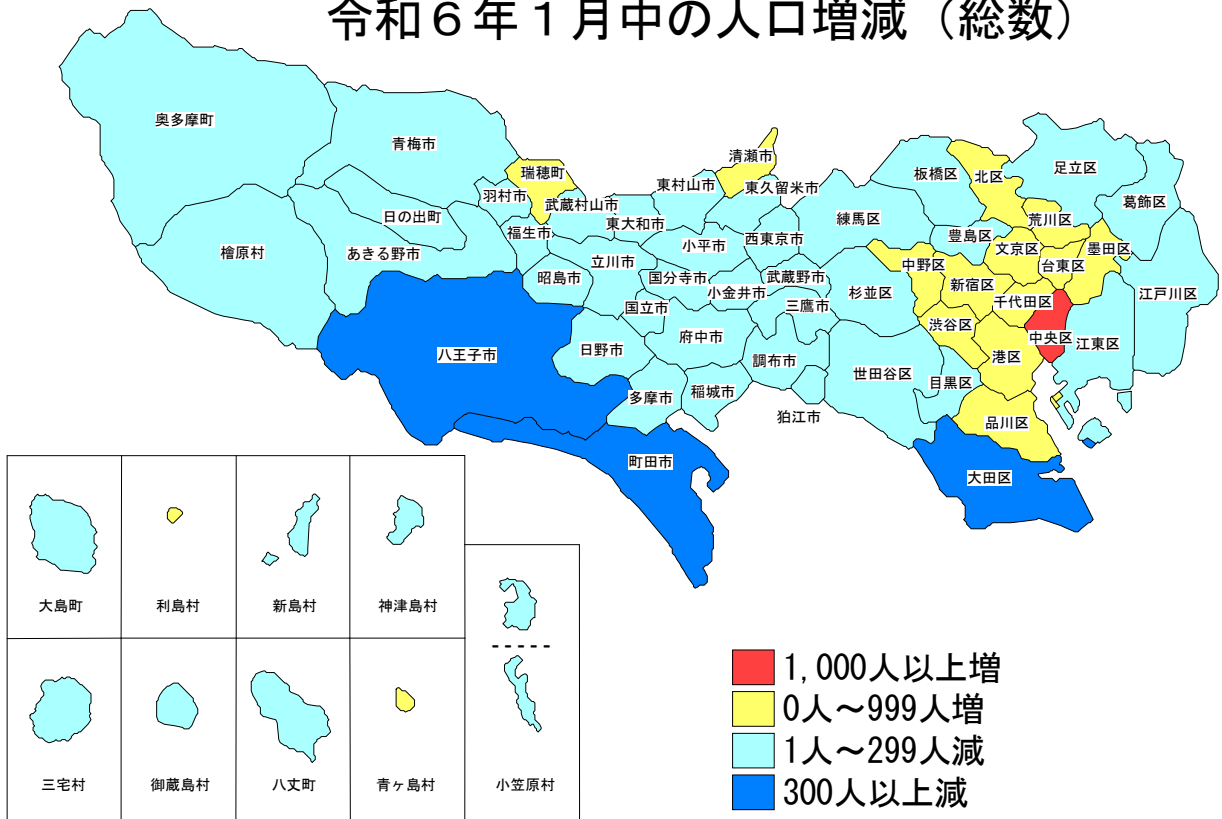 令和６年１月中の人口増減（総数）
奥多摩町
青梅市
瑞穂町
清瀬市
板橋区
北区
足立区
羽村市
武蔵村山市
東村山市
東久留米市
葛飾区
日の出町
東大和市
練馬区
荒川区
檜原村
あきる野市
福生市
小平市
西東京市
豊島区
文京区
墨田区
立川市
中野区
台東区
昭島市
国分寺市
武蔵野市
新宿区
江戸川区
小金井市
杉並区
千代田区
国立市
三鷹市
渋谷区
府中市
中央区
江東区
八王子市
日野市
調布市
港区
世田谷区
目黒区
多摩市
稲城市
狛江市
品川区
町田市
大田区
大島町
利島村
新島村
神津島村
三宅村
御蔵島村
八丈町
青ヶ島村
小笠原村
1,000人以上増
0人～999人増
1人～299人減
300人以上減